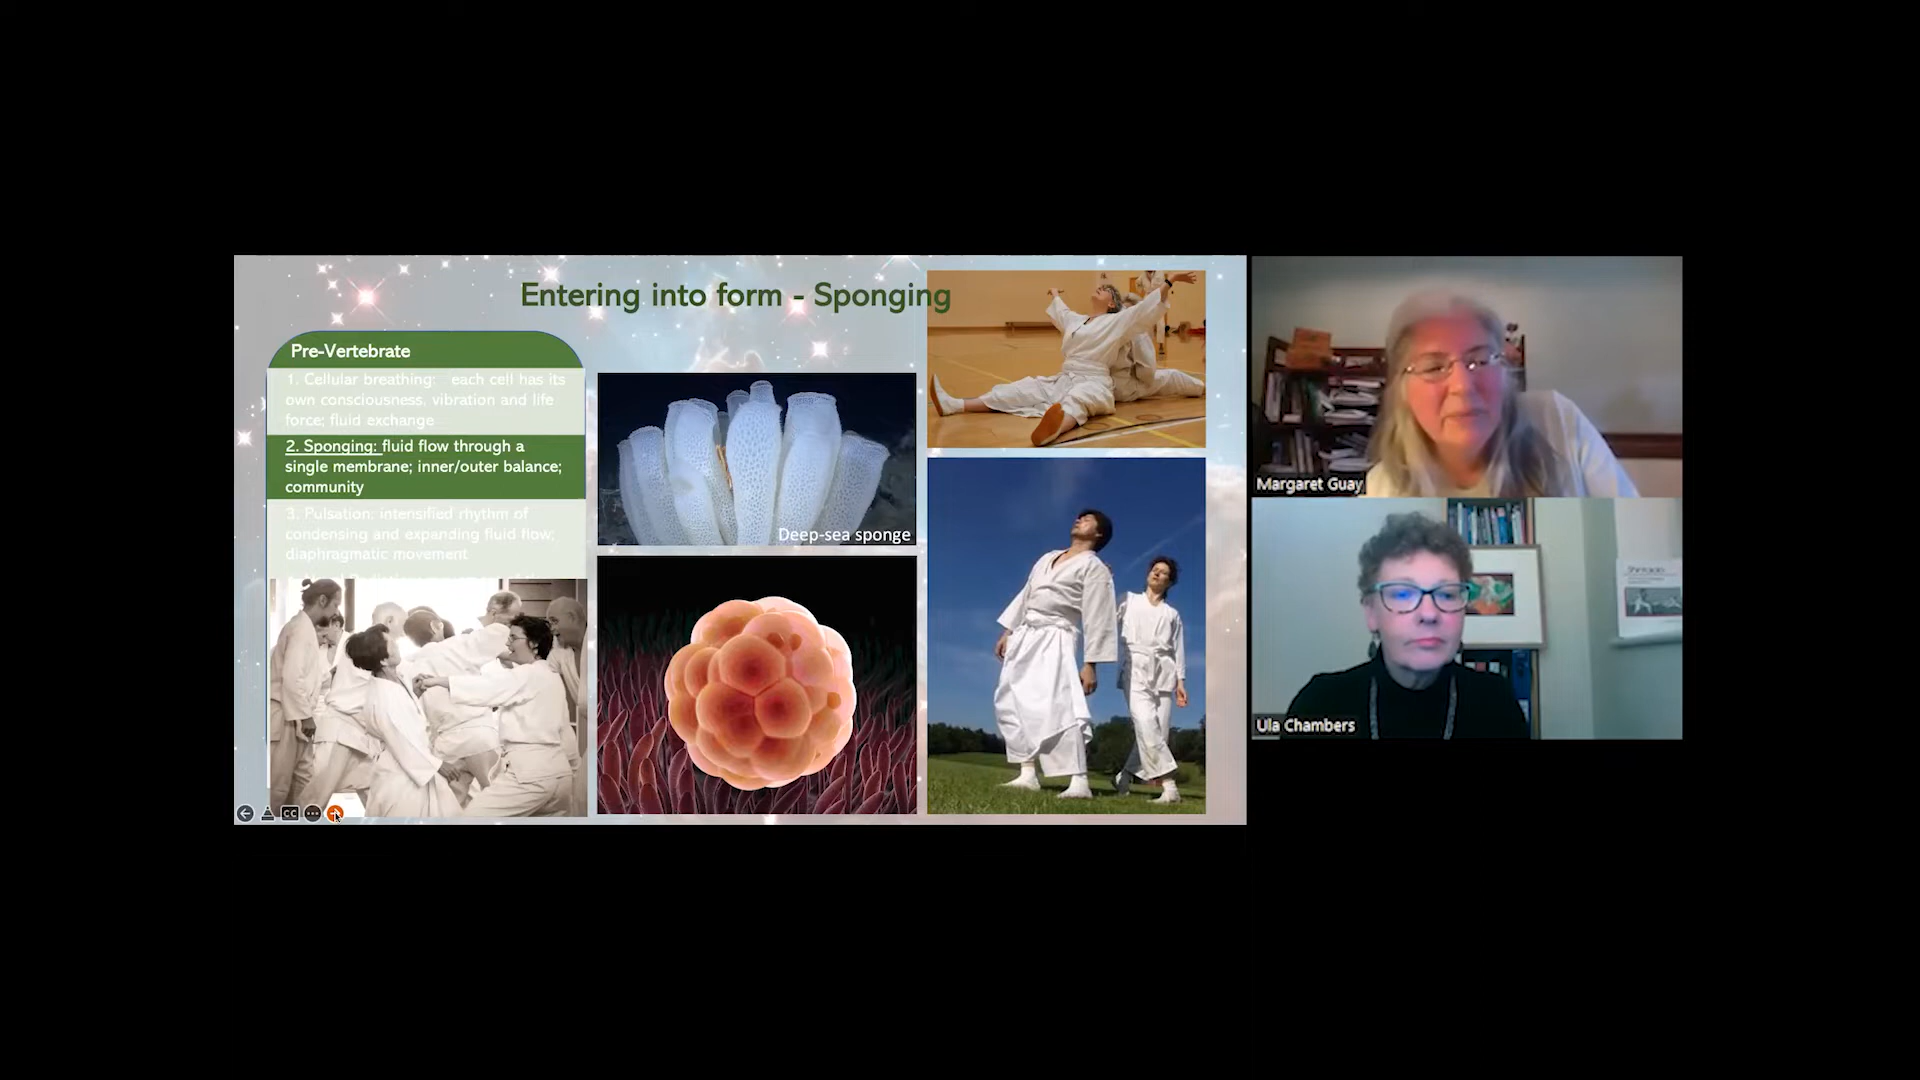 Entering into form - Sponging
Pre-Vertebrate
1. Cellular breathing: each cell has its
own consciousness, vibration and life
force; fluid exchange
2. Sponging: fluid flow through a
single membrane; inner/outer balance;
community
3. Pulsation: intensified rhythm of
condensing and expanding fluid flow;
diaphragmatic movement
Deep-sea sponge
CC
Margaret Guay
Shintaido
Ula Chambers